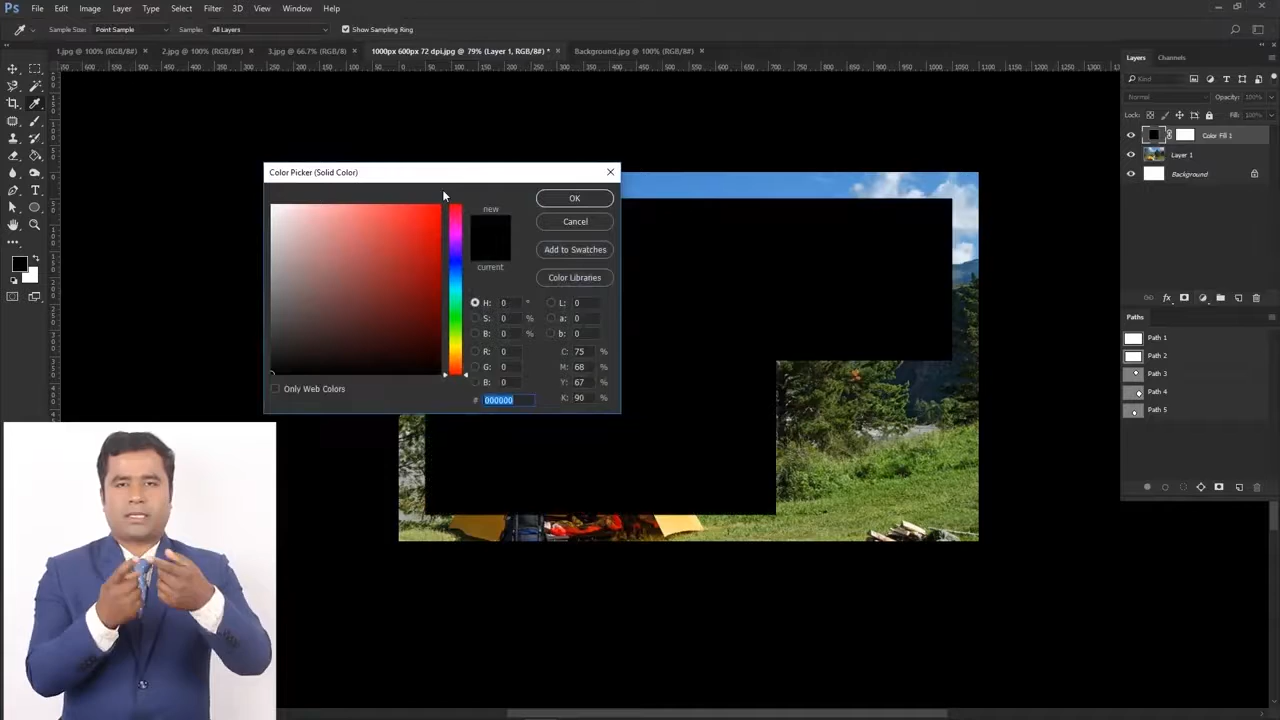 Ps File Edit Image Layer Type Select Filter 3D View Window Help
Sample Size: Point Sample Sample: All Layers Show Sampling Ring
1.jpg @ 100% (RGB/8#) × 2.jpg @ 100% (RGB/8#) × 3.jpg @ 66.7% (RGB/8#) × 1000px 600px 72 dpi.jpg @ 79% (Layer 1, RGB/8#) * × Background.jpg @ 100% (RGB/8#) ×
Layers Channels
Kind
Normal Opacity: 100%
Lock: Fill: 100%
Color Fill 1
Layer 1
Background
Paths
Path 1
Path 2
Path 3
Path 4
Path 5
Color Picker (Solid Color)
new
current
OK
Cancel
Add to Swatches
Color Libraries
H: 0 ° L: 0
S: 0 % a: 0
B: 0 % b: 0
R: 0 C: 75 %
G: 0 M: 68 %
B: 0 Y: 67 %
# 000000 K: 90 %
Only Web Colors